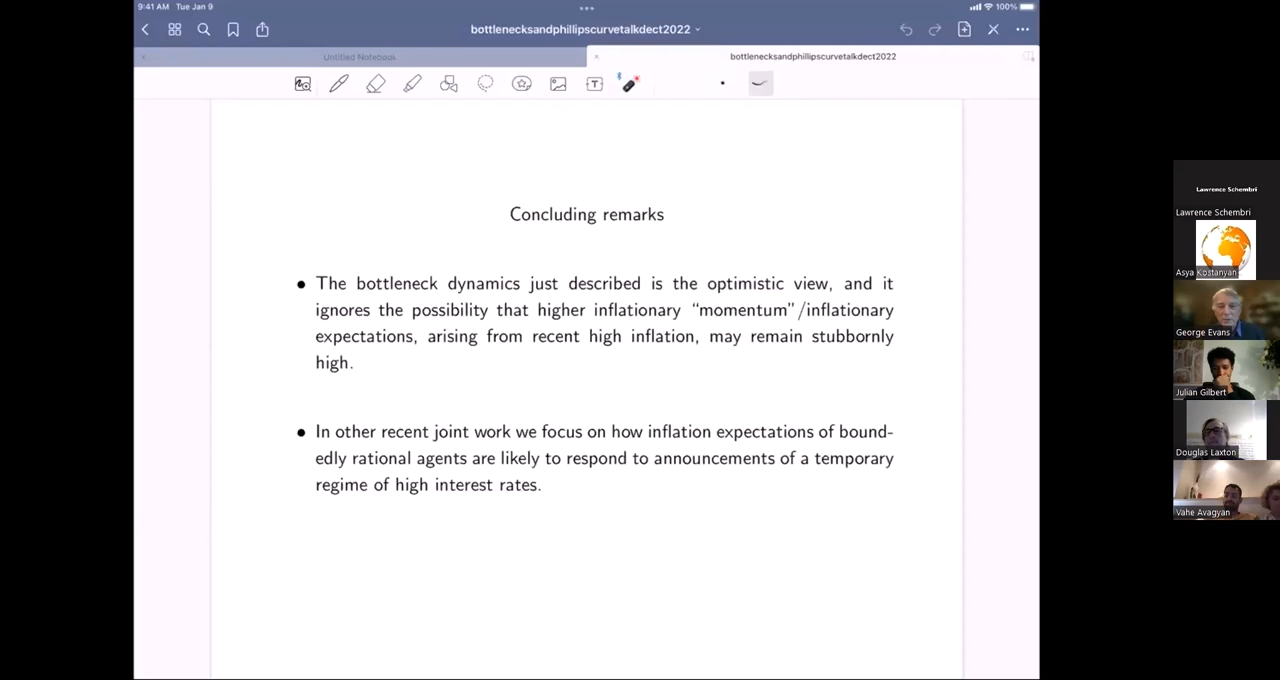 9:41 AM Tue Jan 9
100%
bottlenecksandphillipscurvetalkdect2022
Untitled Notebook
bottlenecksandphillipscurvetalkdect2022
T
Concluding remarks
• The bottleneck dynamics just described is the optimistic view, and it
ignores the possibility that higher inflationary “momentum”/inflationary
expectations, arising from recent high inflation, may remain stubbornly
high.
• In other recent joint work we focus on how inflation expectations of bound-
edly rational agents are likely to respond to announcements of a temporary
regime of high interest rates.
Lawrence Schembri
Lawrence Schembri
Asya Kostanyan
George Evans
Julian Gilbert
Douglas Laxton
Vahe Avagyan